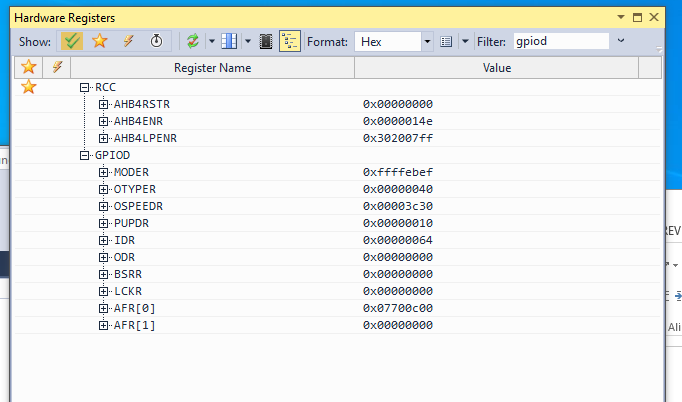 Hardware Registers
Show: Format: Hex Filter: gpiod
Register Name Value
RCC
AHB4RSTR 0x00000000
AHB4ENR 0x0000014e
AHB4LPENR 0x302007ff
GPIOD
MODER 0xffffebef
OTYPER 0x00000040
OSPEEDR 0x00003c30
PUPDR 0x00000010
IDR 0x00000064
ODR 0x00000000
BSRR 0x00000000
LCKR 0x00000000
AFR[0] 0x07700c00
AFR[1] 0x00000000
REV
Ali